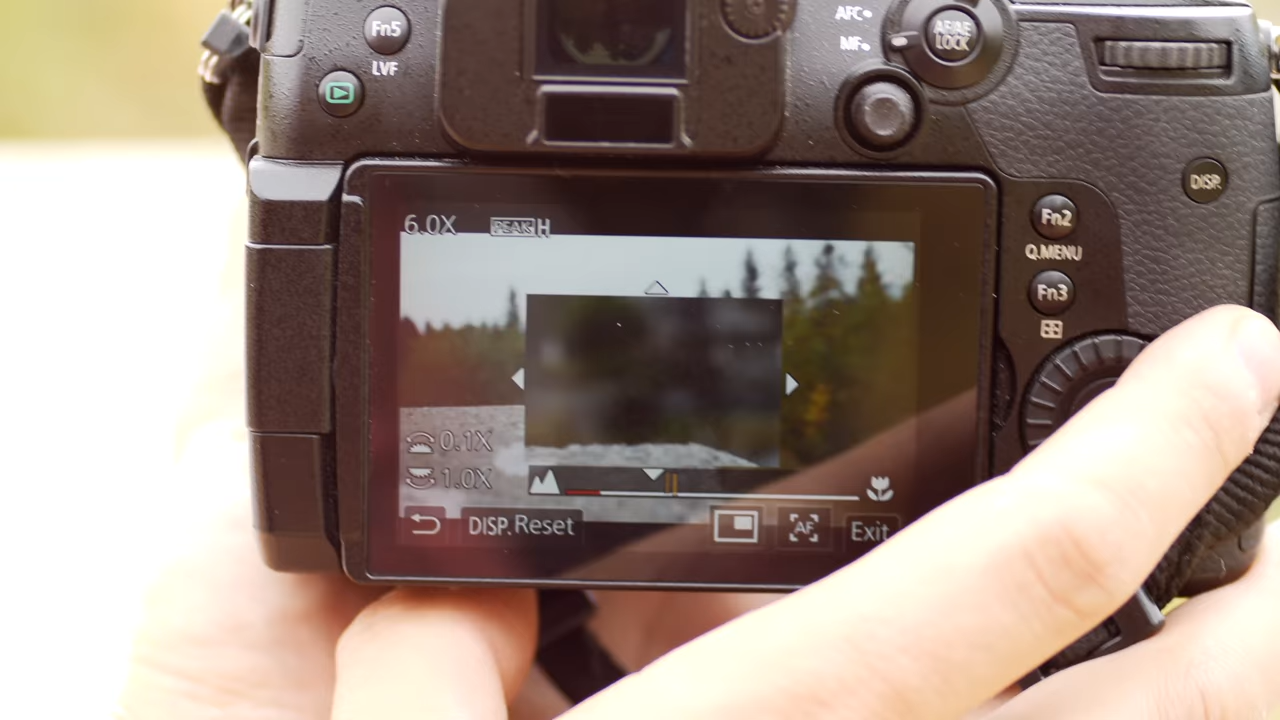 Fn5
LVF
AFC
MF
AF/AE
LOCK
DISP.
Fn2
Q.MENU
Fn3
6.0X PEAK H
0.1X
1.0X
DISP. Reset
AF
Exit